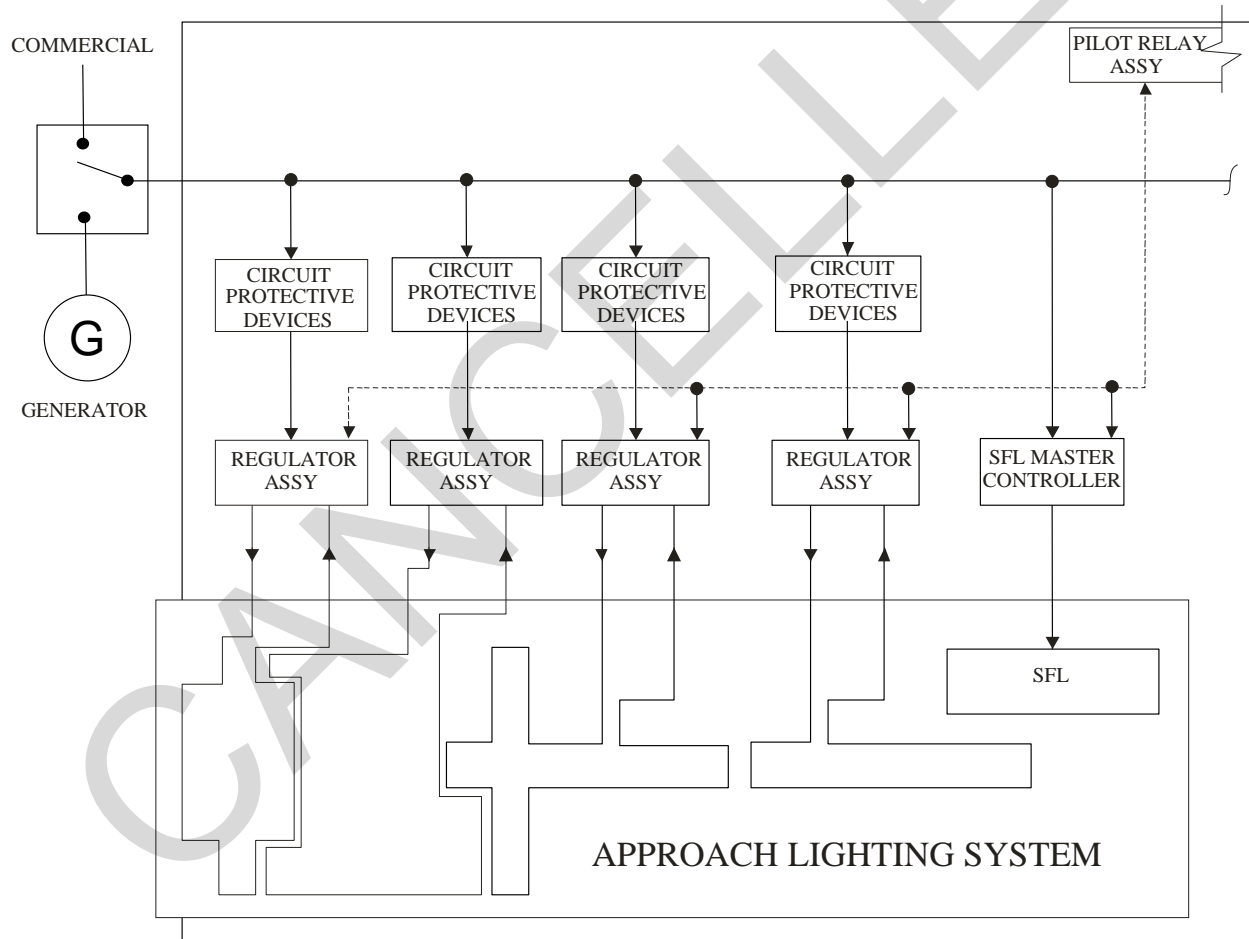 COMMERCIAL
PILOT RELAY
ASSY
CIRCUIT
PROTECTIVE
DEVICES
CIRCUIT
PROTECTIVE
DEVICES
CIRCUIT
PROTECTIVE
DEVICES
CIRCUIT
PROTECTIVE
DEVICES
G
GENERATOR
REGULATOR
ASSY
REGULATOR
ASSY
REGULATOR
ASSY
REGULATOR
ASSY
SFL MASTER
CONTROLLER
SFL
APPROACH LIGHTING SYSTEM
CANCELLE